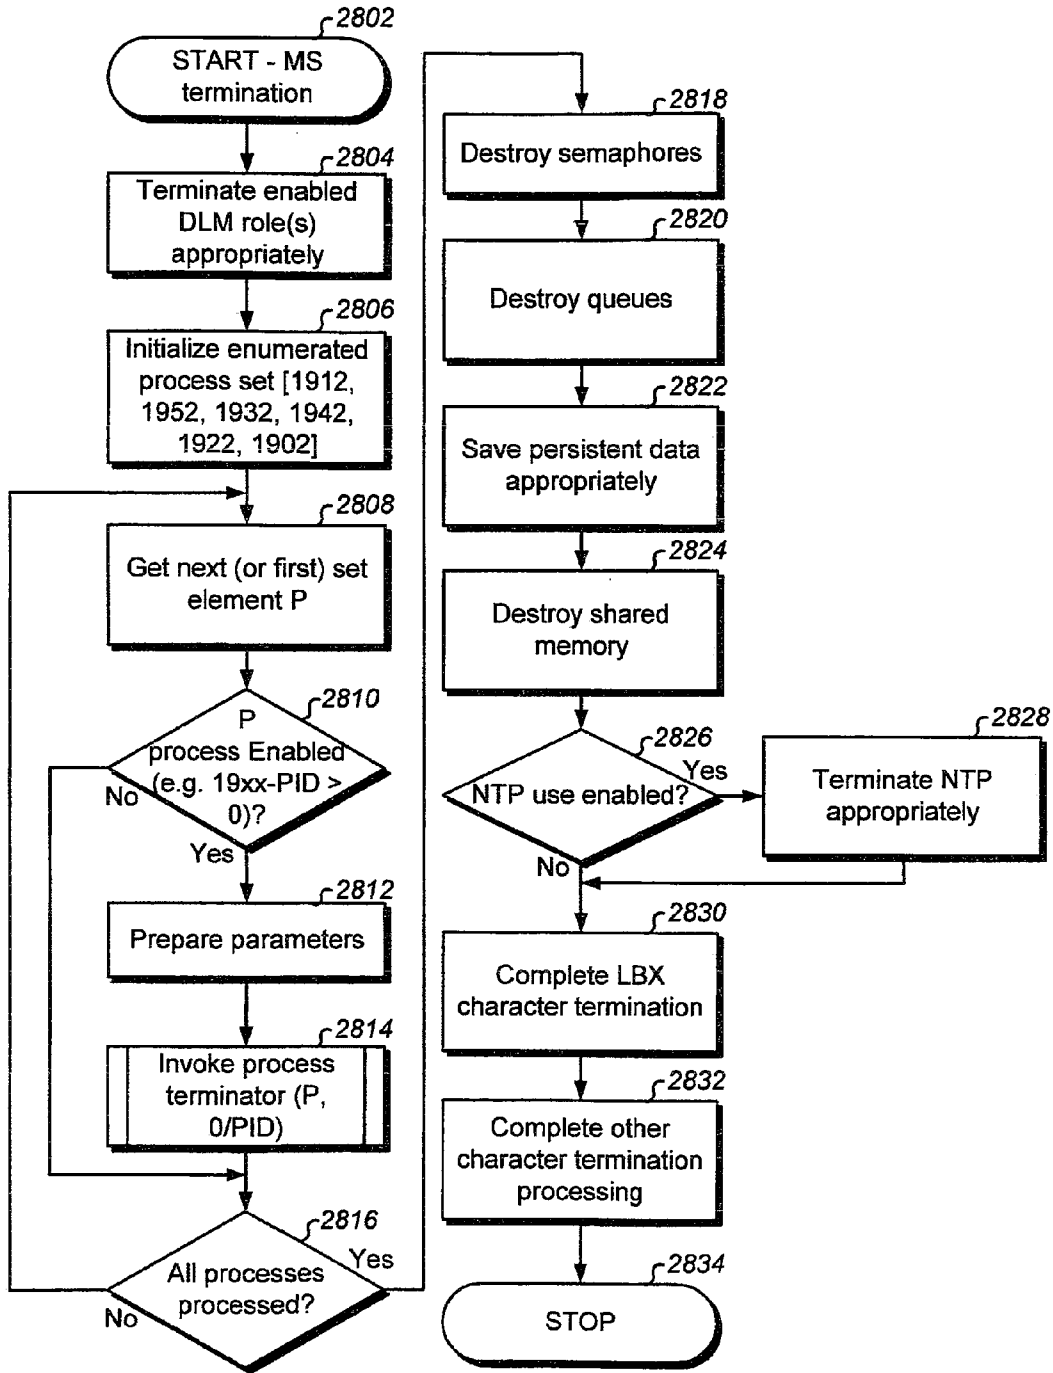 2802
START - MS
termination
2804
Terminate enabled
DLM role(s)
appropriately
2806
Initialize enumerated
process set [1912,
1952, 1932, 1942,
1922, 1902]
2808
Get next (or first) set
element P
2810
P
process Enabled
(e.g. 19xx-PID >
0)?
No
Yes
2812
Prepare parameters
2814
Invoke process
terminator (P,
0/PID)
2816
Yes
All processes
processed?
No
2818
Destroy semaphores
2820
Destroy queues
2822
Save persistent data
appropriately
2824
Destroy shared
memory
2826
Yes
NTP use enabled?
No
2828
Terminate NTP
appropriately
2830
Complete LBX
character termination
2832
Complete other
character termination
processing
2834
STOP